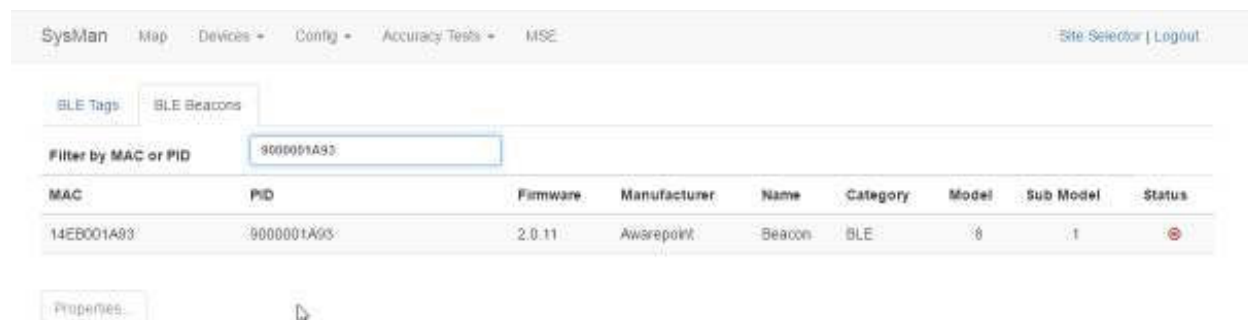 SysMan Map Devices Config Accuracy Tests MSE Site Selector | Logout
BLE Tags BLE Beacons
Filter by MAC or PID 9000001A93
MAC PID Firmware Manufacturer Name Category Model Sub Model Status
14EB001A93 9000001A93 2.0.11 Awarepoint Beacon BLE 8 1
Properties...